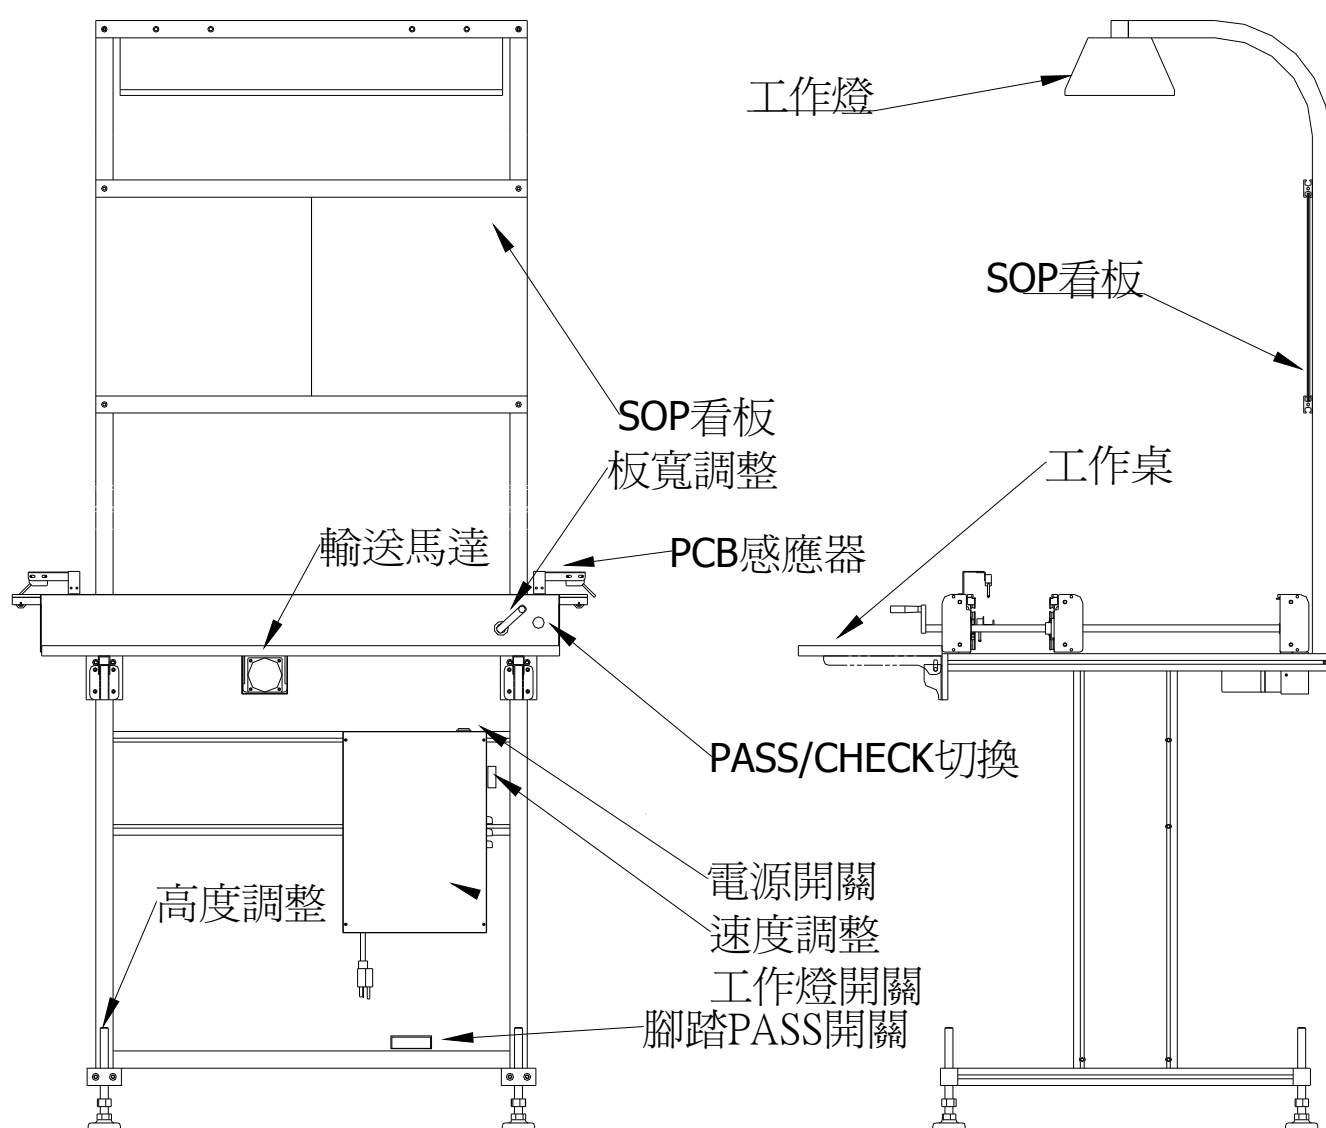 工作燈
SOP看板
SOP看板
板寬調整
工作桌
輸送馬達
PCB感應器
PASS/CHECK切換
電源開關
高度調整
速度調整
工作燈開關
腳踏PASS開關